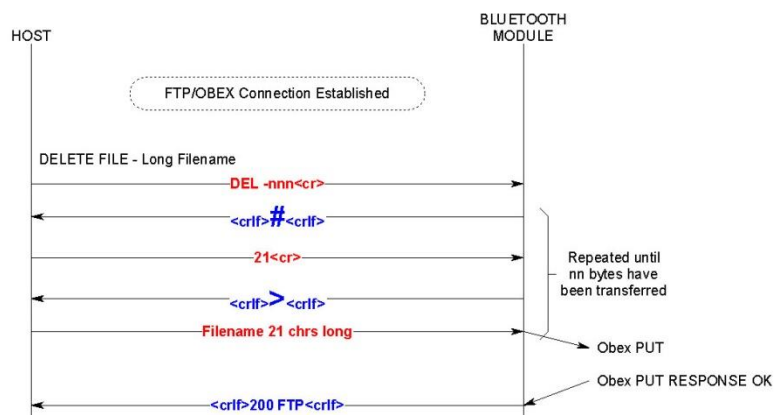 BLUETOOTH
HOST
MODULE
FTP/OBEX Connection Established
DELETE FILE - Long Filename
DEL -nnn<cr>
<crlf>#<crlf>
21<cr>
<crlf>><crlf>
Filename 21 chrs long
Repeated until
nn bytes have
been transferred
Obex PUT
Obex PUT RESPONSE OK
<crlf>200 FTP<crlf>